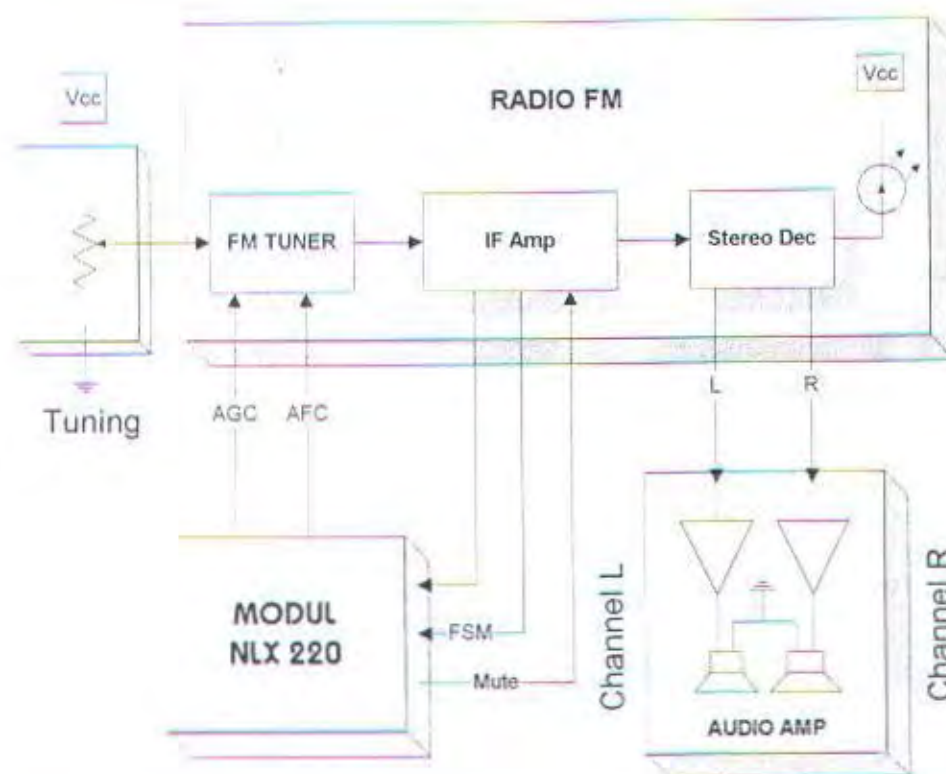 Vcc
Vcc
RADIO FM
FM TUNER
IF Amp
Stereo Dec
L
R
AGC
AFC
Tuning
MODUL
NLX 220
FSM
Mute
Channel L
Channel R
AUDIO AMP